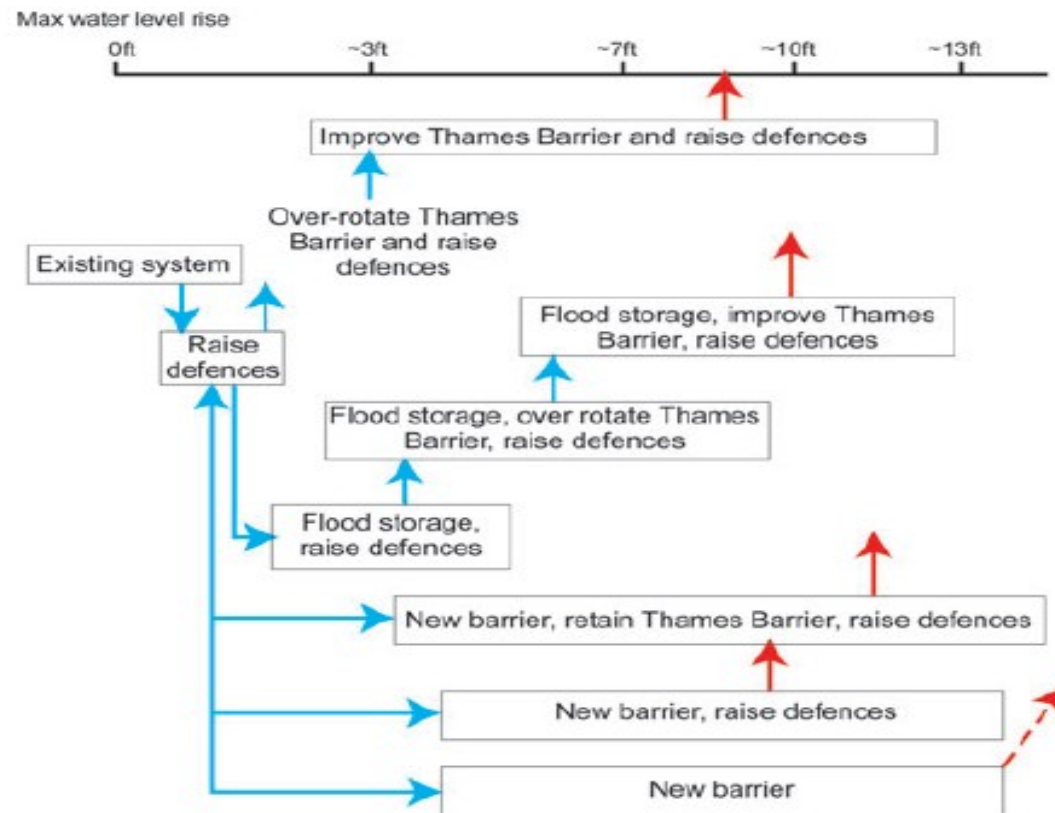 Max water level rise
0ft ~3ft ~7ft ~10ft ~13ft
Improve Thames Barrier and raise defences
Over-rotate Thames
Barrier and raise
defences
Existing system
Raise
defences
Flood storage, improve Thames
Barrier, raise defences
Flood storage, over rotate Thames
Barrier, raise defences
Flood storage,
raise defences
New barrier, retain Thames Barrier, raise defences
New barrier, raise defences
New barrier